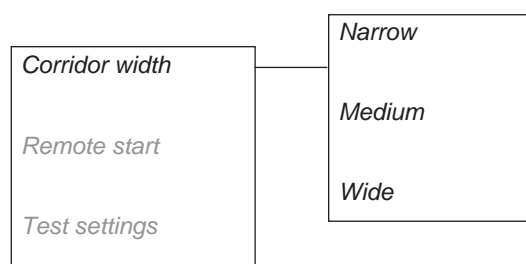 Corridor width
Remote start
Test settings
Narrow
Medium
Wide